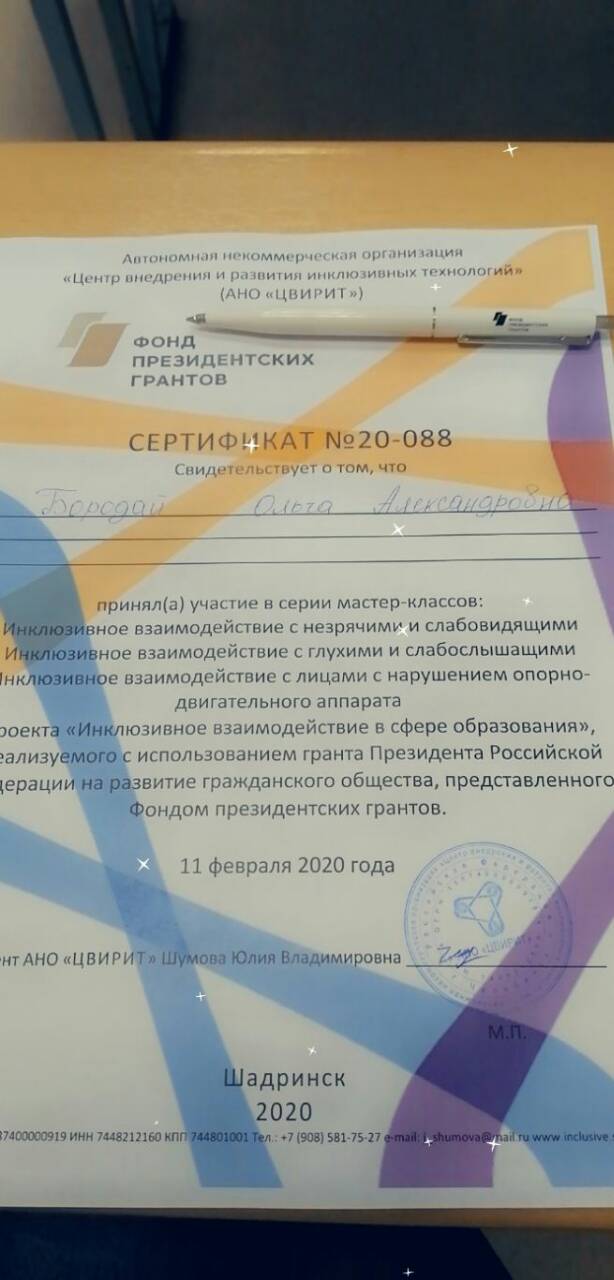 Автономная некоммерческая организация
«Центр внедрения и развития инклюзивных технологий»
(АНО «ЦВИРИТ»)
ФОНД
ПРЕЗИДЕНТСКИХ
ГРАНТОВ
СЕРТИФИКАТ №20-088
Свидетельствует о том, что
Бородай Ольга Александровна
принял(а) участие в серии мастер-классов:
Инклюзивное взаимодействие с незрячими и слабовидящими
Инклюзивное взаимодействие с глухими и слабослышащими
Инклюзивное взаимодействие с лицами с нарушением опорно-
двигательного аппарата
роекта «Инклюзивное взаимодействие в сфере образования»,
еализуемого с использованием гранта Президента Российской
дерации на развитие гражданского общества, представленного
Фондом президентских грантов.
11 февраля 2020 года
нт АНО «ЦВИРИТ» Шумова Юлия Владимировна
«ЦВИРИТ»
М.П.
Шадринск
2020
37400000919 ИНН 7448212160 КПП 744801001 Тел.: +7 (908) 581-75-27 e-mail: j-shumova@mail.ru www inclusive.